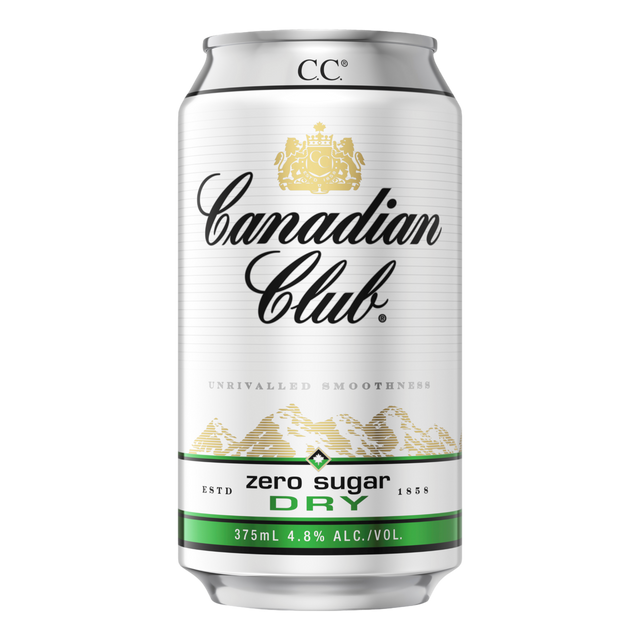 C.C.®
C.C.
Canadian
Club®
UNRIVALLED SMOOTHNESS
zero sugar
ESTD DRY 1858
375mL 4.8% ALC./VOL.